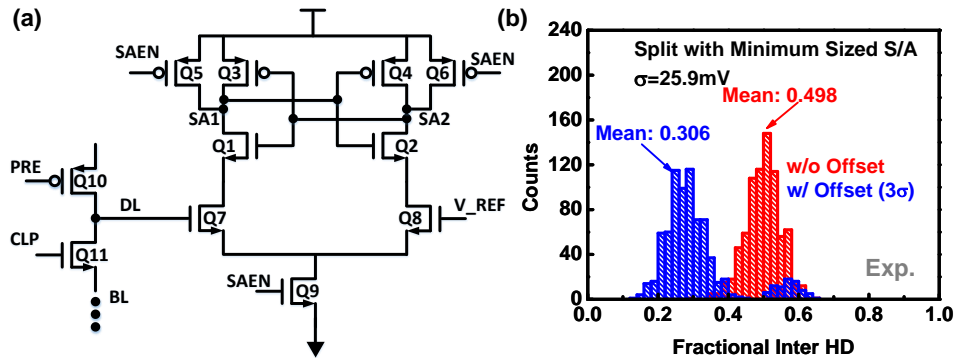 (a)
SAEN
Q5
Q3
Q4
Q6
SAEN
SA1
SA2
Q1
Q2
PRE
Q10
DL
Q7
Q8
V_REF
CLP
Q11
SAEN
Q9
BL
(b)
240
200
160
120
80
40
0
Counts
Split with Minimum Sized S/A
σ=25.9mV
Mean: 0.498
Mean: 0.306
w/o Offset
w/ Offset (3σ)
Exp.
0.0 0.2 0.4 0.6 0.8 1.0
Fractional Inter HD